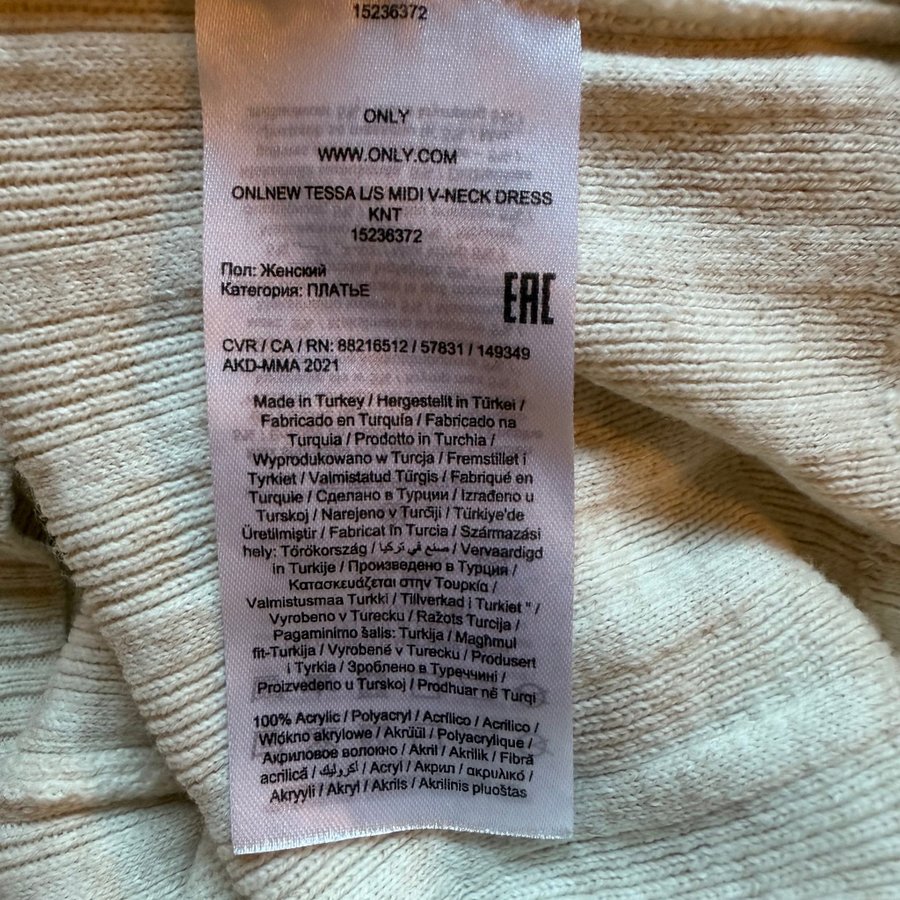 15236372
ONLY
WWW.ONLY.COM
ONLNEW TESSA L/S MIDI V-NECK DRESS
KNT
15236372
Пол: Женский
Категория: ПЛАТЬЕ
EAC
CVR / CA / RN: 88216512 / 57831 / 149349
AKD-MMA 2021
Made in Turkey / Hergestellt in Türkei /
Fabricado en Turquía / Fabricado na
Turquia / Prodotto in Turchia /
Wyprodukowano w Turcja / Fremstillet i
Tyrkiet / Valmistatud Türgis / Fabriqué en
Turquie / Сделано в Турции / Izrađeno u
Turskoj / Narejeno v Turčiji / Türkiye'de
Üretilmiştir / Fabricat în Turcia / Származási
hely: Törökország / صنع في تركيا / Vervaardigd
in Turkije / Произведено в Турция /
Κατασκευάζεται στην Τουρκία /
Valmistusmaa Turkki / Tillverkad i Turkiet " /
Vyrobeno v Turecku / Ražots Turcija /
Pagaminimo šalis: Turkija / Magħmul
fit-Turkija / Vyrobené v Turecku / Produsert
i Tyrkia / Зроблено в Туреччині /
Proizvedeno u Turskoj / Prodhuar në Turqi
100% Acrylic / Polyacryl / Acrílico / Acrilico /
Włókno akrylowe / Akrüül / Polyacrylique /
Акриловое волокно / Akril / Akrilik / Fibră
acrilică / أكروليك / Acryl / Акрил / ακρυλικό /
Akryyli / Akryl / Akrils / Akrilinis pluoštas